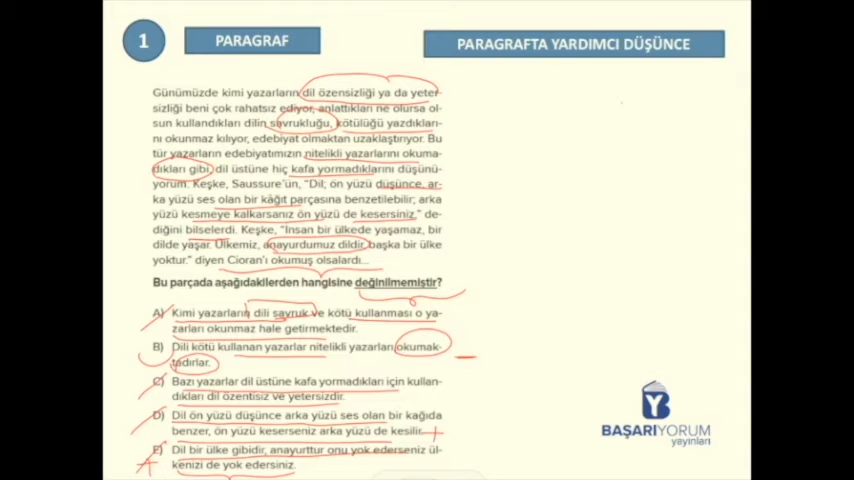 1
PARAGRAF
PARAGRAFTA YARDIMCI DÜŞÜNCE
Günümüzde kimi yazarların dil özensizliği ya da yeter-
sizliği beni çok rahatsız ediyor, anlattıkları ne olursa ol-
sun kullandıkları dilin savrukluğu, kötülüğü yazdıkların-
nı okunmaz kılıyor, edebiyat olmaktan uzaklaştırıyor. Bu
tür yazarların edebiyatımızın nitelikli yazarlarını okuma-
dıkları gibi, dil üstüne hiç kafa yormadıklarını düşünü-
yorum. Keşke, Saussure'ün, "Dil; ön yüzü düşünce, ar-
ka yüzü ses olan bir kâğıt parçasına benzetilebilir; arka
yüzü kesmeye kalkarsanız ön yüzü de kesersiniz." de-
diğini bilselerdi. Keşke, "İnsan bir ülkede yaşamaz, bir
dilde yaşar. Ülkemiz, anayurdumuz dildir, başka bir ülke
yoktur." diyen Cioran'ı okumuş olsalardı...
Bu parçada aşağıdakilerden hangisine değinilmemiştir?
A) Kimi yazarların dili savruk ve kötü kullanması o ya-
zarları okunmaz hale getirmektedir.
B) Dili kötü kullanan yazarlar nitelikli yazarları okumak-
tadırlar.
C) Bazı yazarlar dil üstüne kafa yormadıkları için kullan-
dıkları dil özentisiz ve yetersizdir.
D) Dil ön yüzü düşünce arka yüzü ses olan bir kağıda
benzer, ön yüzü keserseniz arka yüzü de kesilir.
E) Dil bir ülke gibidir, anayurttur onu yok ederseniz ül-
kenizi de yok edersiniz.
BAŞARIYORUM
yayınları